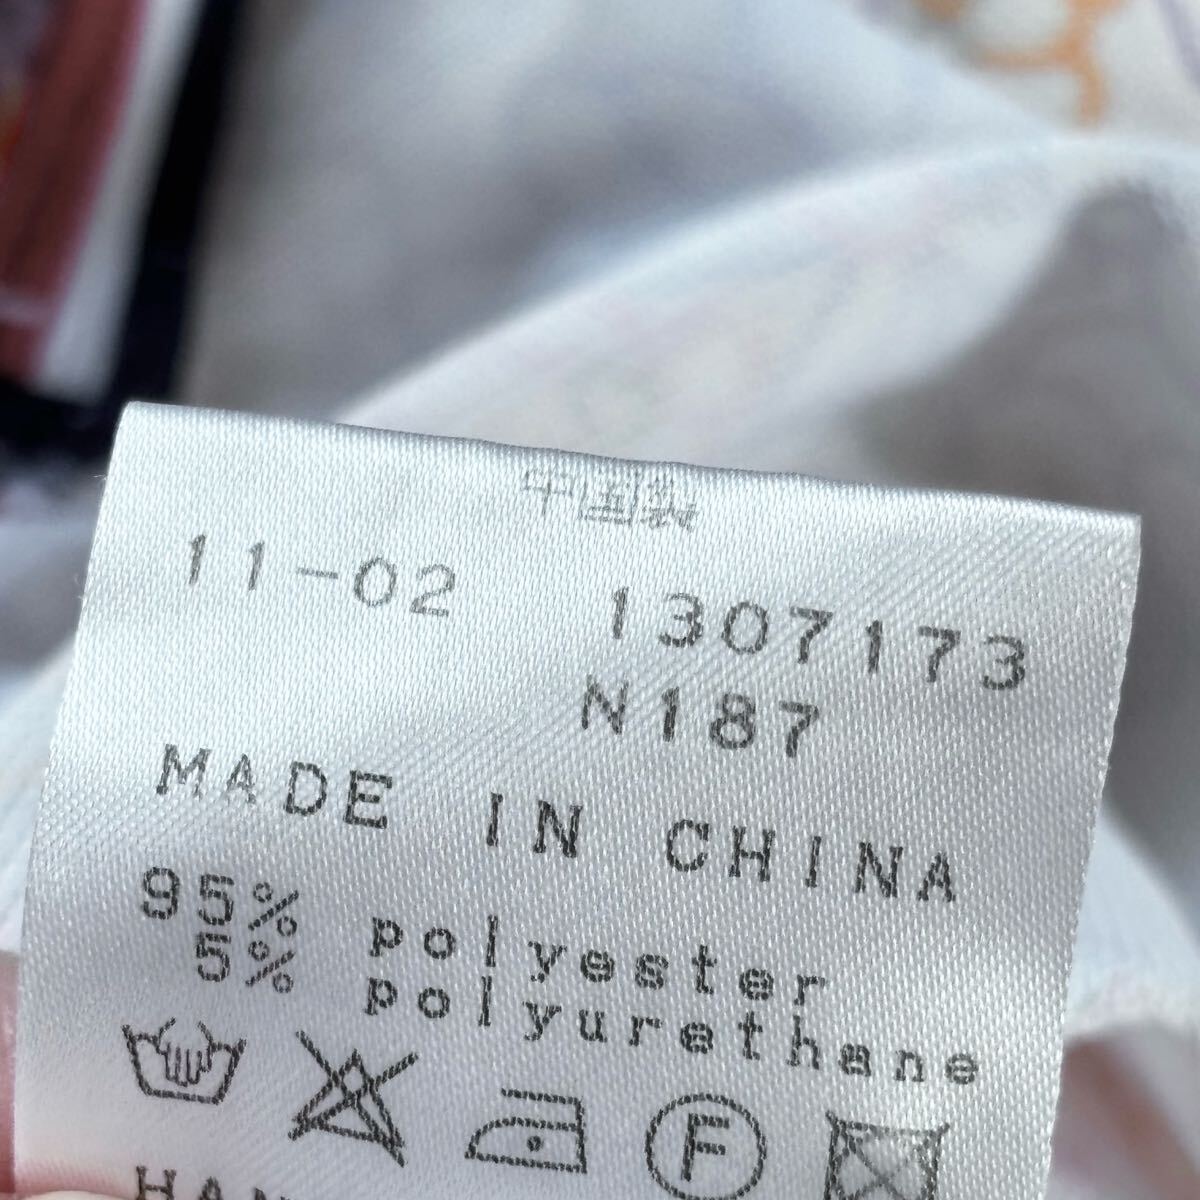 中国製
11-02 1307173
N187
MADE IN CHINA
95% polyester
5% polyurethane
F